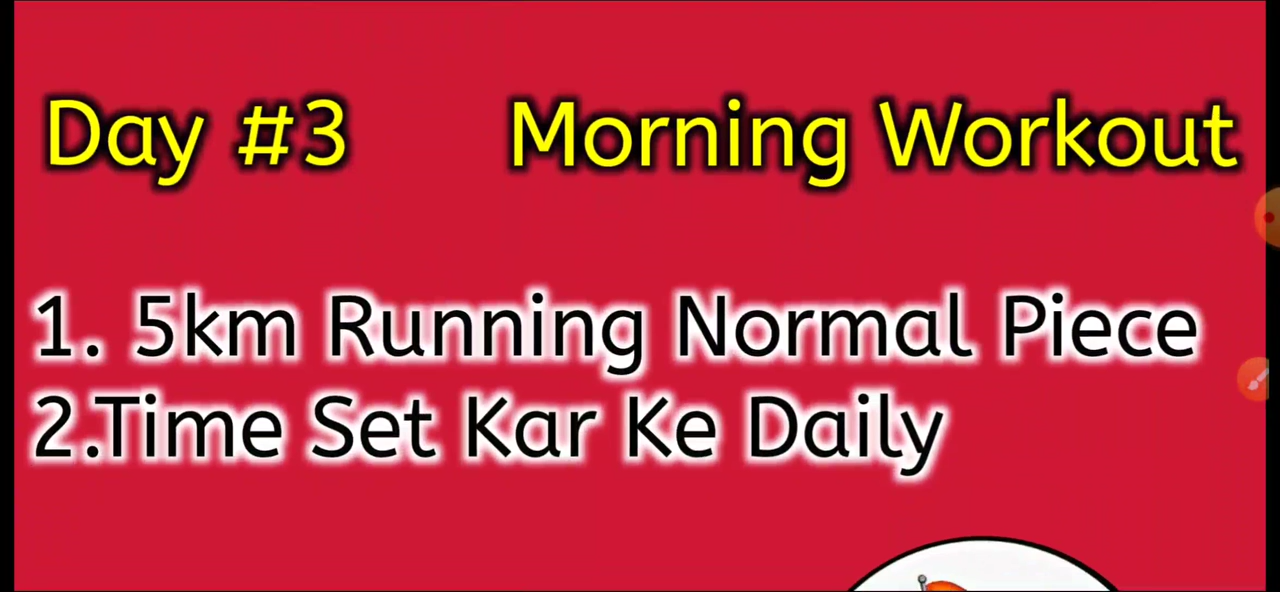 Day #3 Morning Workout
1. 5km Running Normal Piece
2.Time Set Kar Ke Daily